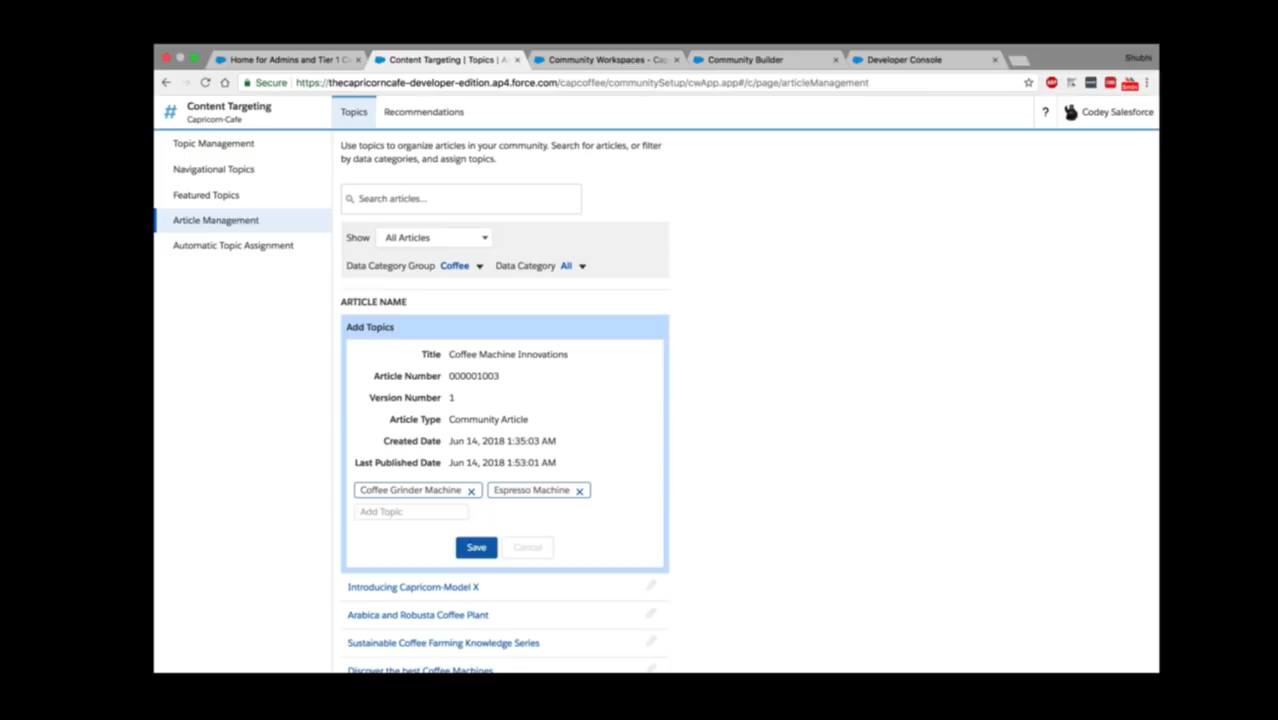 Home for Admins and Tier 1 C
Content Targeting | Topics | A
Community Workspaces - Cap
Community Builder
Developer Console
Shubhi
Secure
https://thecapricorncafe-developer-edition.ap4.force.com/capcoffee/communitySetup/cwApp.app#/c/page/articleManagement
Content Targeting
Capricorn-Cafe
Topics
Recommendations
?
Codey Salesforce
Topic Management
Navigational Topics
Featured Topics
Article Management
Automatic Topic Assignment
Use topics to organize articles in your community. Search for articles, or filter
by data categories, and assign topics.
Search articles...
Show All Articles
Data Category Group Coffee Data Category All
ARTICLE NAME
Add Topics
Title Coffee Machine Innovations
Article Number 000001003
Version Number 1
Article Type Community Article
Created Date Jun 14, 2018 1:35:03 AM
Last Published Date Jun 14, 2018 1:53:01 AM
Coffee Grinder Machine Espresso Machine
Add Topic
Save Cancel
Introducing Capricorn-Model X
Arabica and Robusta Coffee Plant
Sustainable Coffee Farming Knowledge Series
Discover the best Coffee Machines